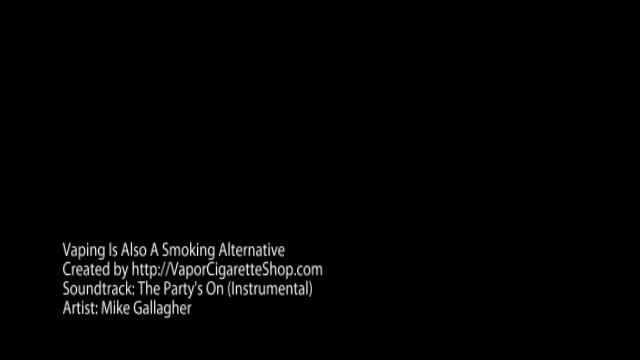 Vaping Is Also A Smoking Alternative
Created by http://VaporCigaretteShop.com
Soundtrack: The Party's On (Instrumental)
Artist: Mike Gallagher